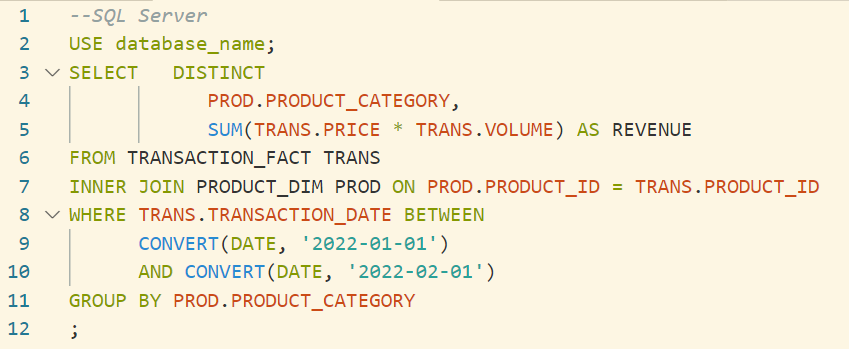 1 --SQL Server
2 USE database_name;
3 SELECT DISTINCT
4 PROD.PRODUCT_CATEGORY,
5 SUM(TRANS.PRICE * TRANS.VOLUME) AS REVENUE
6 FROM TRANSACTION_FACT TRANS
7 INNER JOIN PRODUCT_DIM PROD ON PROD.PRODUCT_ID = TRANS.PRODUCT_ID
8 WHERE TRANS.TRANSACTION_DATE BETWEEN
9 CONVERT(DATE, '2022-01-01')
10 AND CONVERT(DATE, '2022-02-01')
11 GROUP BY PROD.PRODUCT_CATEGORY
12 ;